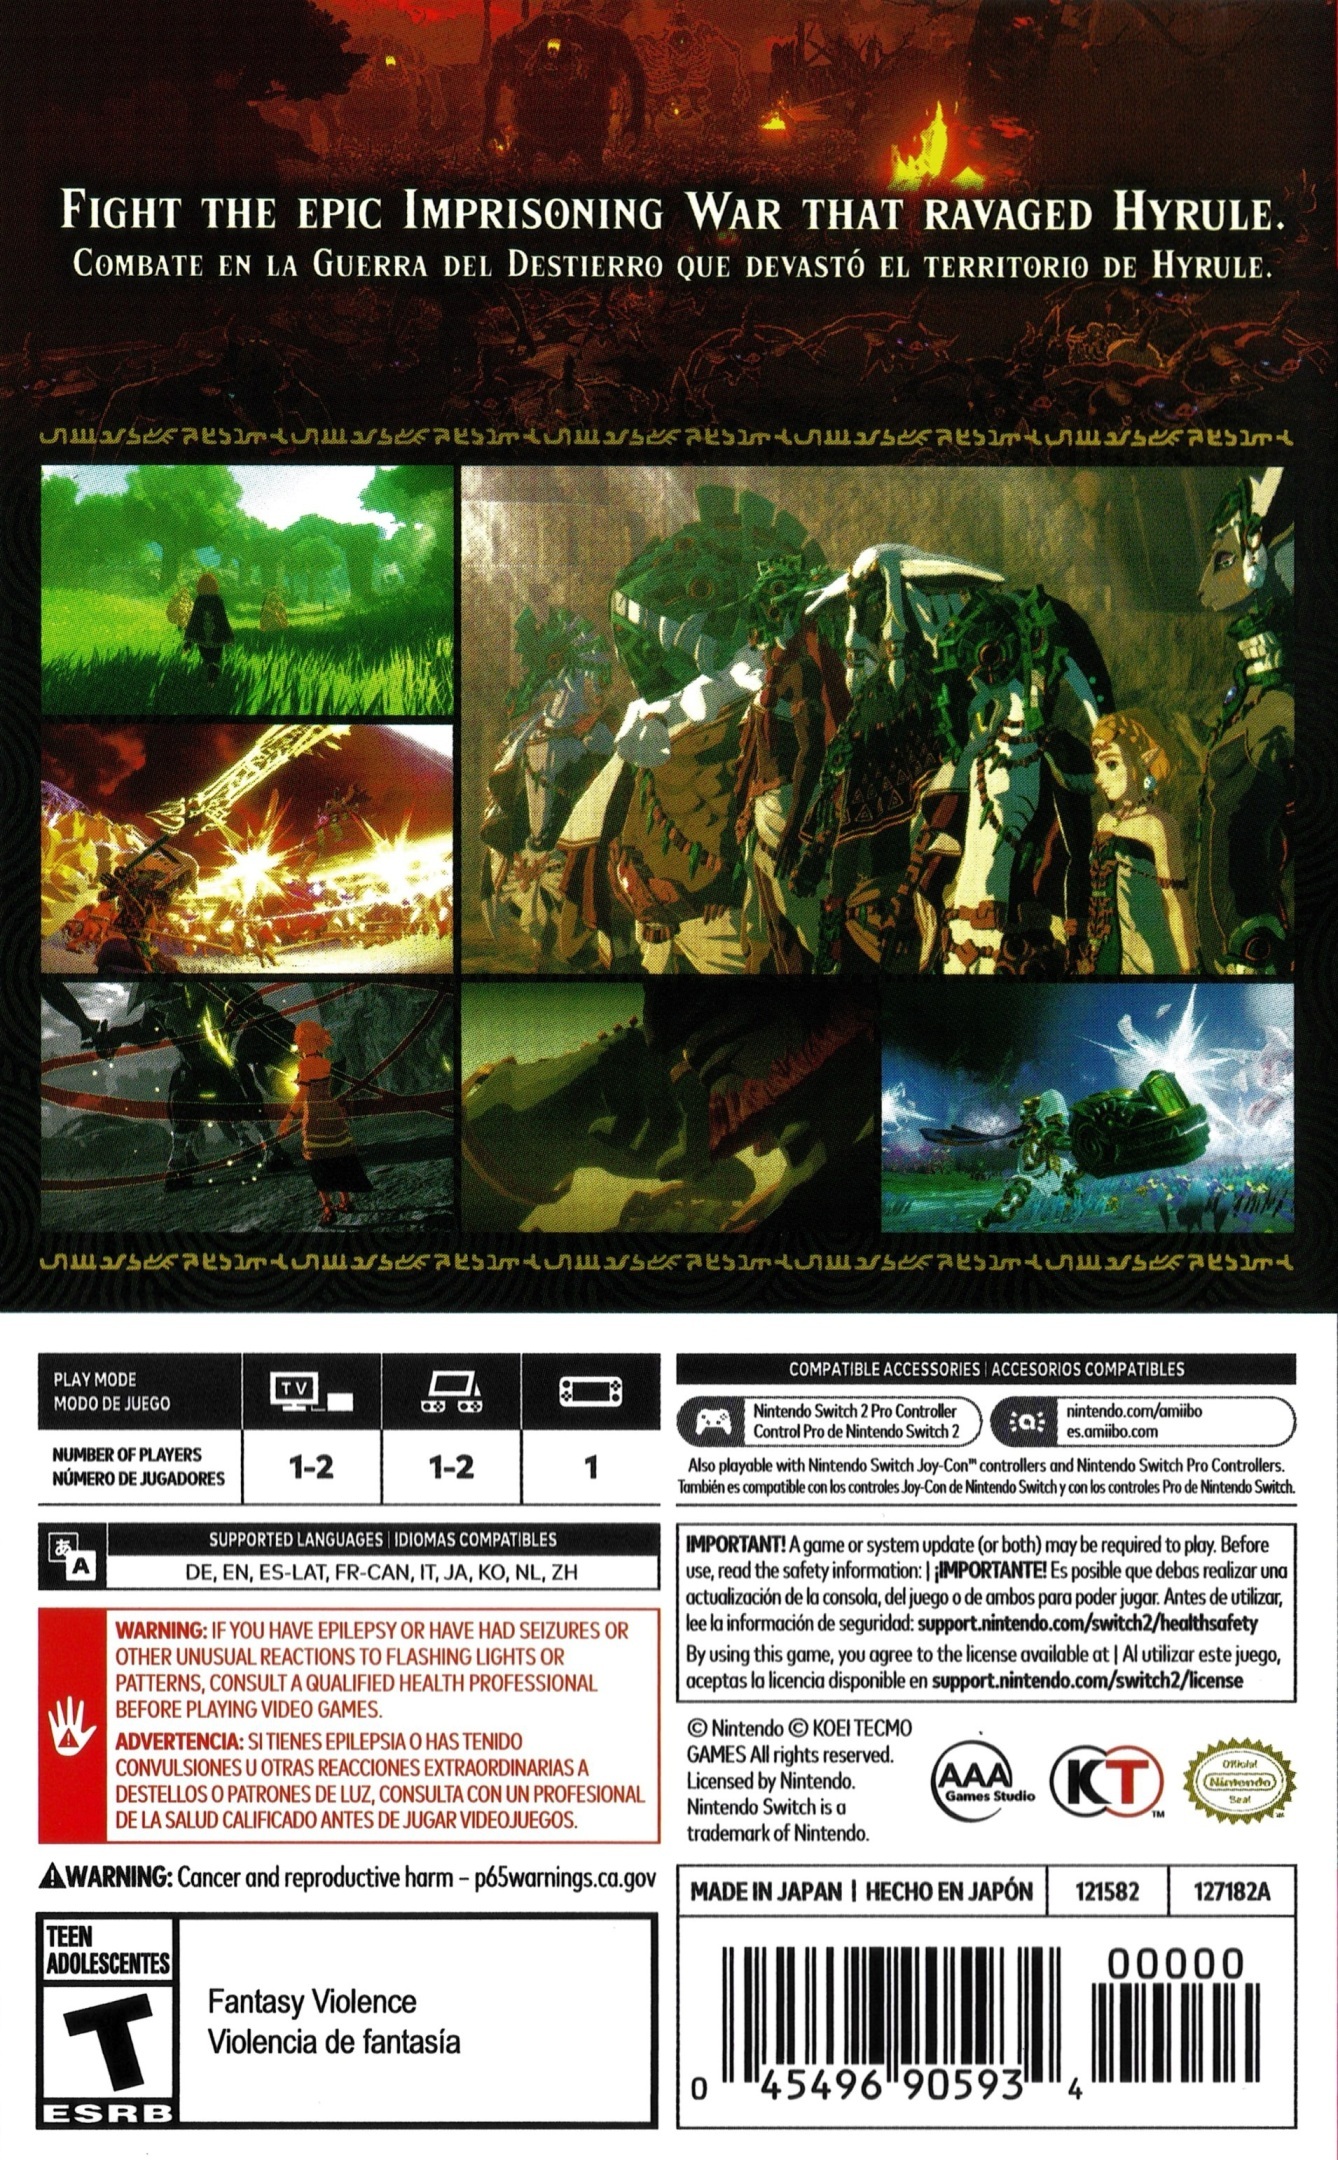 FIGHT THE EPIC IMPRISONING WAR THAT RAVAGED HYRULE.
COMBATE EN LA GUERRA DEL DESTIERRO QUE DEVASTÓ EL TERRITORIO DE HYRULE.
PLAY MODE
MODO DE JUEGO
TV
NUMBER OF PLAYERS
NÚMERO DE JUGADORES
1-2
1-2
1
COMPATIBLE ACCESSORIES | ACCESORIOS COMPATIBLES
Nintendo Switch 2 Pro Controller
Control Pro de Nintendo Switch 2
nintendo.com/amiibo
es.amiibo.com
Also playable with Nintendo Switch Joy-Con™ controllers and Nintendo Switch Pro Controllers.
También es compatible con los controles Joy-Con de Nintendo Switch y con los controles Pro de Nintendo Switch.
あ A
SUPPORTED LANGUAGES | IDIOMAS COMPATIBLES
DE, EN, ES-LAT, FR-CAN, IT, JA, KO, NL, ZH
WARNING: IF YOU HAVE EPILEPSY OR HAVE HAD SEIZURES OR
OTHER UNUSUAL REACTIONS TO FLASHING LIGHTS OR
PATTERNS, CONSULT A QUALIFIED HEALTH PROFESSIONAL
BEFORE PLAYING VIDEO GAMES.
ADVERTENCIA: SI TIENES EPILEPSIA O HAS TENIDO
CONVULSIONES U OTRAS REACCIONES EXTRAORDINARIAS A
DESTELLOS O PATRONES DE LUZ, CONSULTA CON UN PROFESIONAL
DE LA SALUD CALIFICADO ANTES DE JUGAR VIDEOJUEGOS.
WARNING: Cancer and reproductive harm – p65warnings.ca.gov
TEEN
ADOLESCENTES
T
ESRB
Fantasy Violence
Violencia de fantasía
IMPORTANT! A game or system update (or both) may be required to play. Before
use, read the safety information: | ¡IMPORTANTE! Es posible que debas realizar una
actualización de la consola, del juego o de ambos para poder jugar. Antes de utilizar,
lee la información de seguridad: support.nintendo.com/switch2/healthsafety
By using this game, you agree to the license available at | Al utilizar este juego,
aceptas la licencia disponible en support.nintendo.com/switch2/license
© Nintendo © KOEI TECMO
GAMES All rights reserved.
Licensed by Nintendo.
Nintendo Switch is a
trademark of Nintendo.
AAA
Games Studio
KT™
Official
Nintendo
Seal
MADE IN JAPAN | HECHO EN JAPÓN
121582
127182A
00000
0 45496 90593 4